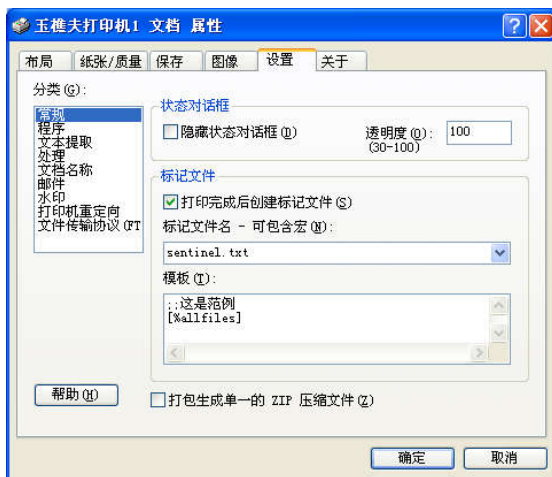 玉樵夫打印机1 文档 属性
布局 纸张/质量 保存 图像 设置 关于
分类(G):
常规
程序
文本提取
处理
文档名称
邮件
水印
打印机重定向
文件传输协议(FT
状态对话框
隐藏状态对话框(D)
透明度(O): 100
(30-100)
标记文件
打印完成后创建标记文件(S)
标记文件名 - 可包含宏(N):
sentinel.txt
模板(T):
;;这是范例
[%allfiles]
帮助(H)
打包生成单一的 ZIP 压缩文件(Z)
确定 取消